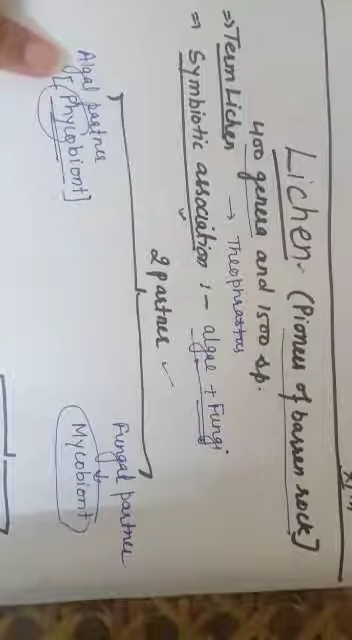 Lichen (Pioneer of barren rock]
400 genera and 1500 sp.
⇒ Term Lichen → Theophrastus
⇒ Symbiotic association :- algae + Fungi
2 partner ✓
Algal partner
[Phycobiont]
Fungal partner
↓
Mycobiont